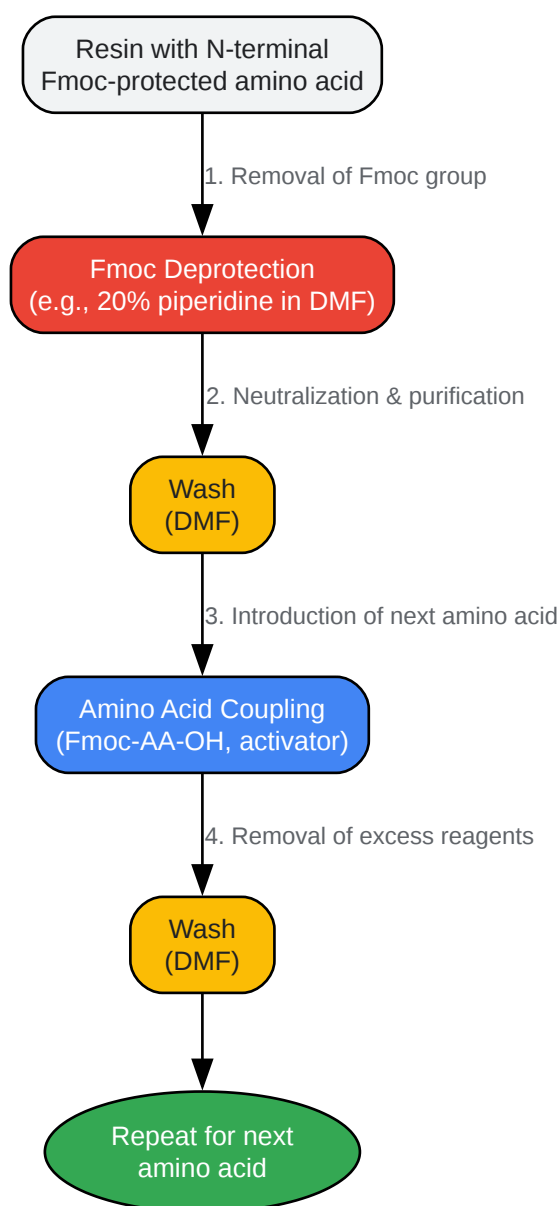 Resin with N-terminal
Fmoc-protected amino acid
1. Removal of Fmoc group
Fmoc Deprotection
(e.g., 20% piperidine in DMF)
2. Neutralization & purification
Wash
(DMF)
3. Introduction of next amino acid
Amino Acid Coupling
(Fmoc-AA-OH, activator)
4. Removal of excess reagents
Wash
(DMF)
Repeat for next
amino acid